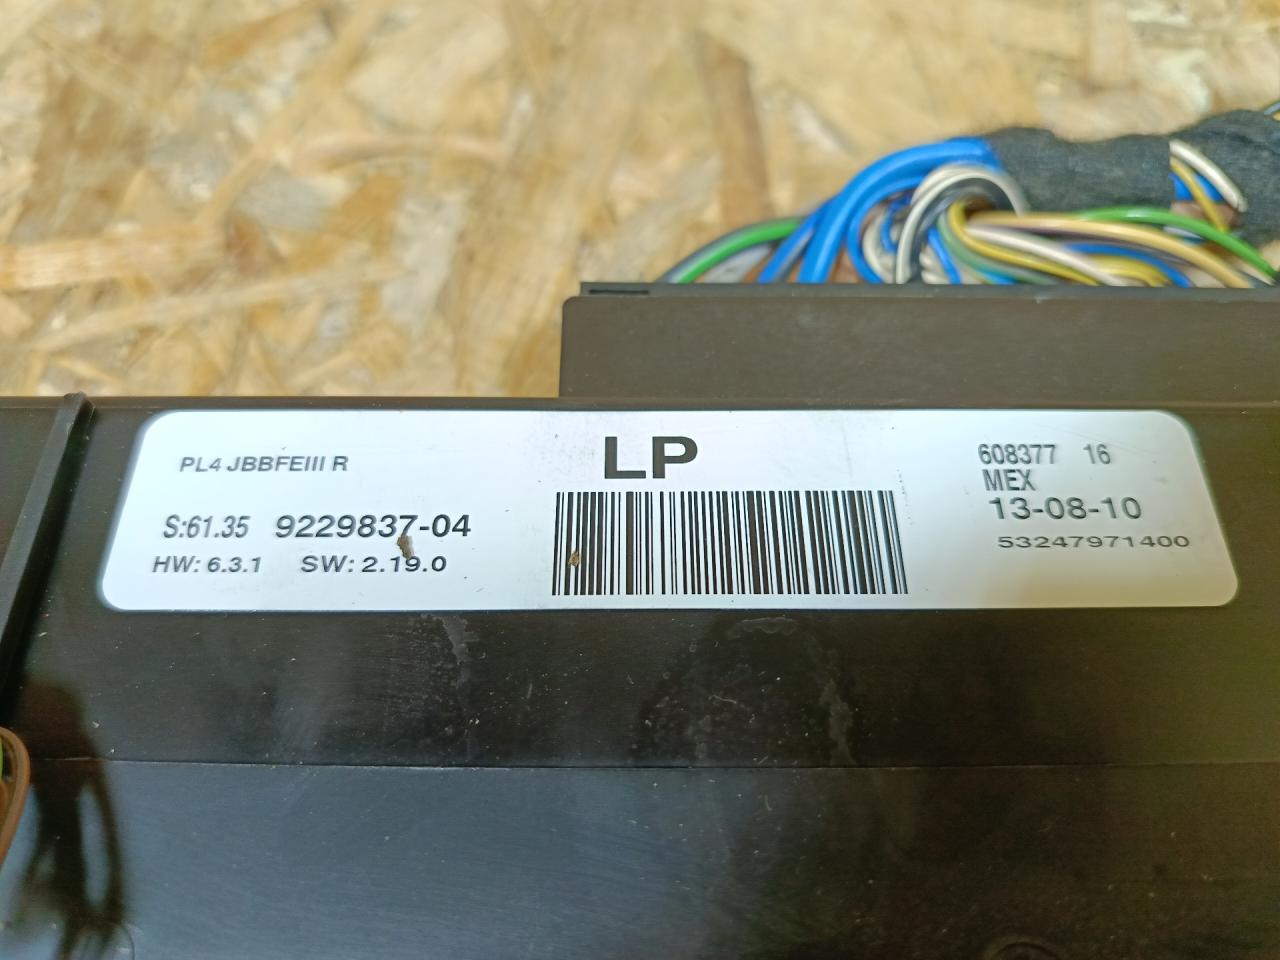 PL4 JBBFEIII R
LP
608377 16
MEX
S:61.35 9229837-04
13-08-10
HW: 6.3.1 SW: 2.19.0
53247971400